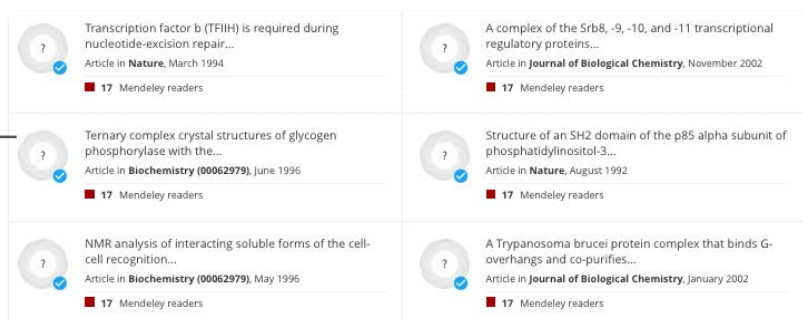 ?
Transcription factor b (TFIIH) is required during
nucleotide-excision repair...
Article in Nature, March 1994
17 Mendeley readers
?
A complex of the Srb8, -9, -10, and -11 transcriptional
regulatory proteins...
Article in Journal of Biological Chemistry, November 2002
17 Mendeley readers
?
Ternary complex crystal structures of glycogen
phosphorylase with the...
Article in Biochemistry (00062979), June 1996
17 Mendeley readers
?
Structure of an SH2 domain of the p85 alpha subunit of
phosphatidylinositol-3...
Article in Nature, August 1992
17 Mendeley readers
?
NMR analysis of interacting soluble forms of the cell-
cell recognition...
Article in Biochemistry (00062979), May 1996
17 Mendeley readers
?
A Trypanosoma brucei protein complex that binds G-
overhangs and co-purifies...
Article in Journal of Biological Chemistry, January 2002
17 Mendeley readers